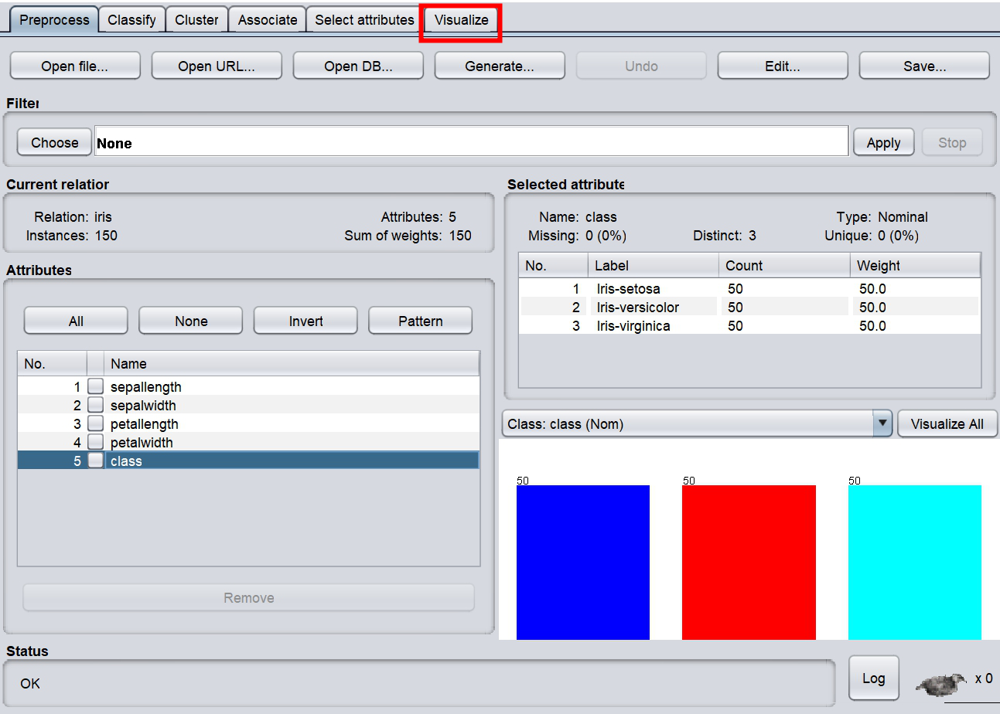 Preprocess Classify Cluster Associate Select attributes Visualize
Open file... Open URL... Open DB... Generate... Undo Edit... Save...
Filter
Choose None Apply Stop
Current relation
Relation: iris Attributes: 5
Instances: 150 Sum of weights: 150
Attributes
All None Invert Pattern
No. Name
1 sepallength
2 sepalwidth
3 petallength
4 petalwidth
5 class
Remove
Selected attribute
Name: class Type: Nominal
Missing: 0 (0%) Distinct: 3 Unique: 0 (0%)
No. Label Count Weight
1 Iris-setosa 50 50.0
2 Iris-versicolor 50 50.0
3 Iris-virginica 50 50.0
Class: class (Nom) Visualize All
50 50 50
Status
OK Log x 0